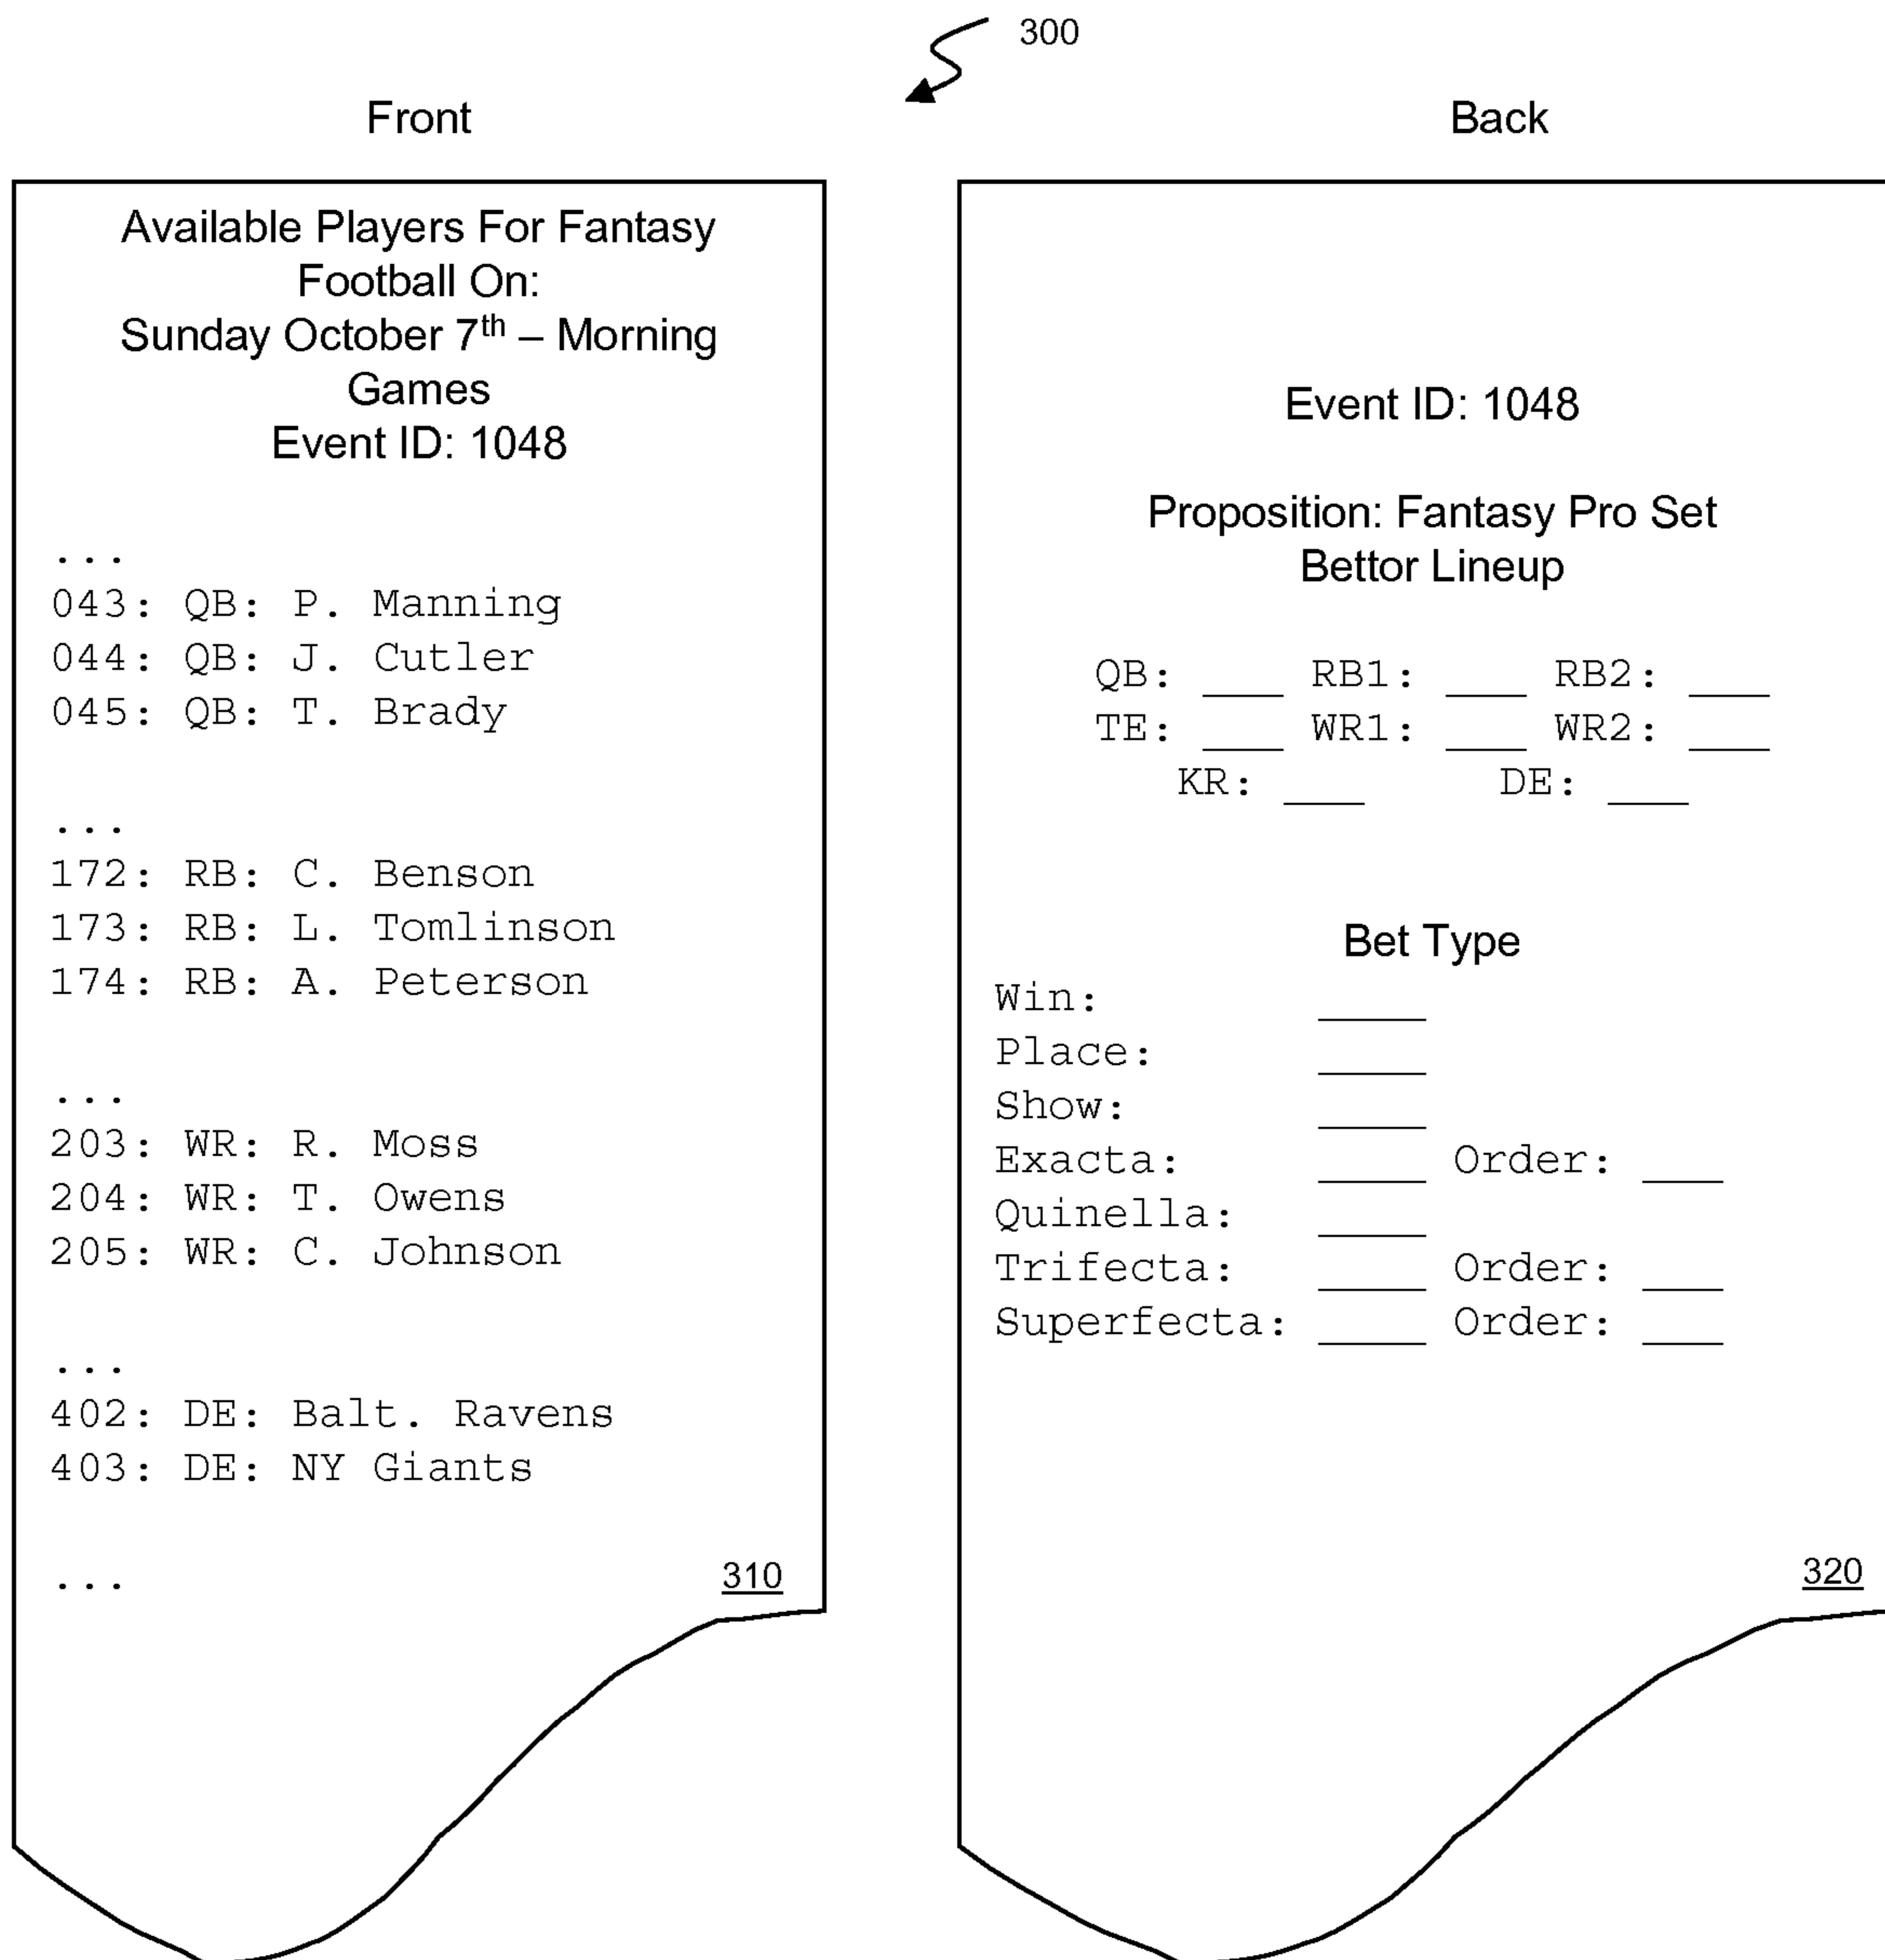 300
Front
Available Players For Fantasy
Football On:
Sunday October 7th – Morning
Games
Event ID: 1048
...
043: QB: P. Manning
044: QB: J. Cutler
045: QB: T. Brady
...
172: RB: C. Benson
173: RB: L. Tomlinson
174: RB: A. Peterson
...
203: WR: R. Moss
204: WR: T. Owens
205: WR: C. Johnson
...
402: DE: Balt. Ravens
403: DE: NY Giants
...
310
Back
Event ID: 1048
Proposition: Fantasy Pro Set
Bettor Lineup
QB: ___ RB1: ___ RB2: ___
TE: ___ WR1: ___ WR2: ___
KR: ___ DE: ___
Bet Type
Win: ____
Place: ____
Show: ____
Exacta: ____ Order: ___
Quinella: ____
Trifecta: ____ Order: ___
Superfecta: ____ Order: ___
320